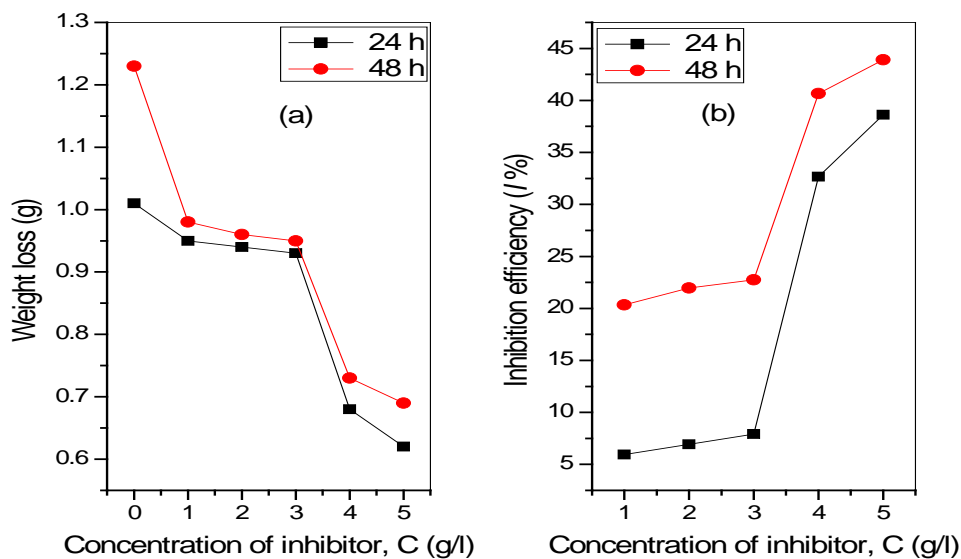 1.3
1.2
1.1
1.0
0.9
0.8
0.7
0.6
Weight loss (g)
24 h
48 h
(a)
0 1 2 3 4 5
Concentration of inhibitor, C (g/l)
45
40
35
30
25
20
15
10
5
Inhibition efficiency (I %)
24 h
48 h
(b)
1 2 3 4 5
Concentration of inhibitor, C (g/l)